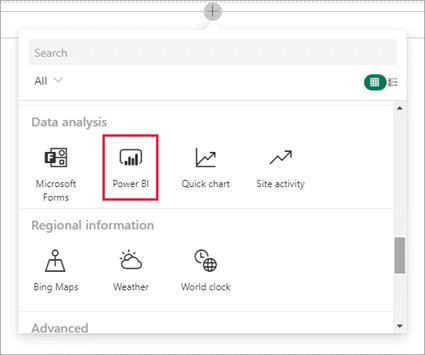 Search
All
Data analysis
Microsoft Forms
Power BI
Quick chart
Site activity
Regional information
Bing Maps
Weather
World clock
Advanced